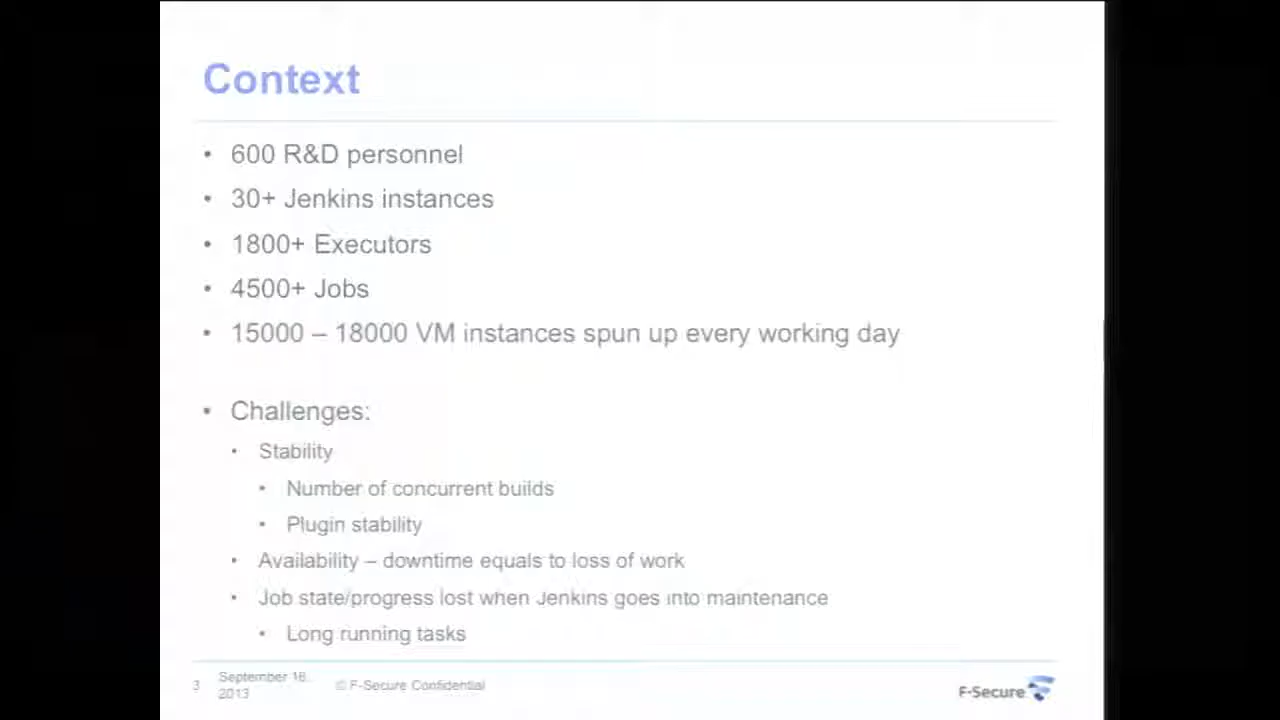 Context
• 600 R&D personnel
• 30+ Jenkins instances
• 1800+ Executors
• 4500+ Jobs
• 15000 – 18000 VM instances spun up every working day
• Challenges:
• Stability
• Number of concurrent builds
• Plugin stability
• Availability – downtime equals to loss of work
• Job state/progress lost when Jenkins goes into maintenance
• Long running tasks
3
September 16,
2013
© F-Secure Confidential
F-Secure